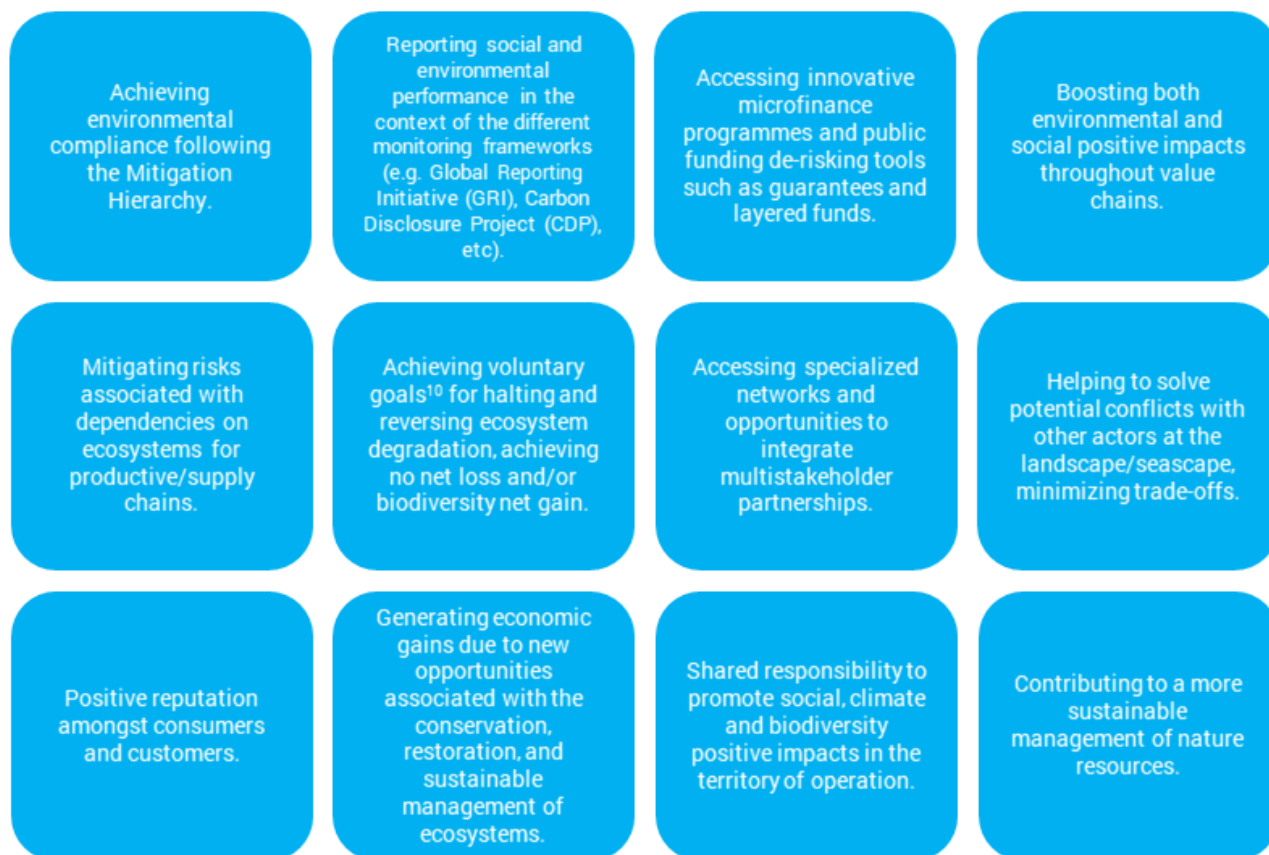 Achieving
environmental
compliance following
the Mitigation
Hierarchy.
Reporting social and
environmental
performance in the
context of the different
monitoring frameworks
(e.g. Global Reporting
Initiative (GRI), Carbon
Disclosure Project (CDP),
etc).
Accessing innovative
microfinance
programmes and public
funding de-risking tools
such as guarantees and
layered funds.
Boosting both
environmental and
social positive impacts
throughout value
chains.
Mitigating risks
associated with
dependencies on
ecosystems for
productive/supply
chains.
Achieving voluntary
goals¹⁰ for halting and
reversing ecosystem
degradation, achieving
no net loss and/or
biodiversity net gain.
Accessing specialized
networks and
opportunities to
integrate
multistakeholder
partnerships.
Helping to solve
potential conflicts with
other actors at the
landscape/seascape,
minimizing trade-offs.
Positive reputation
amongst consumers
and customers.
Generating economic
gains due to new
opportunities
associated with the
conservation,
restoration, and
sustainable
management of
ecosystems.
Shared responsibility to
promote social, climate
and biodiversity
positive impacts in the
territory of operation.
Contributing to a more
sustainable
management of nature
resources.